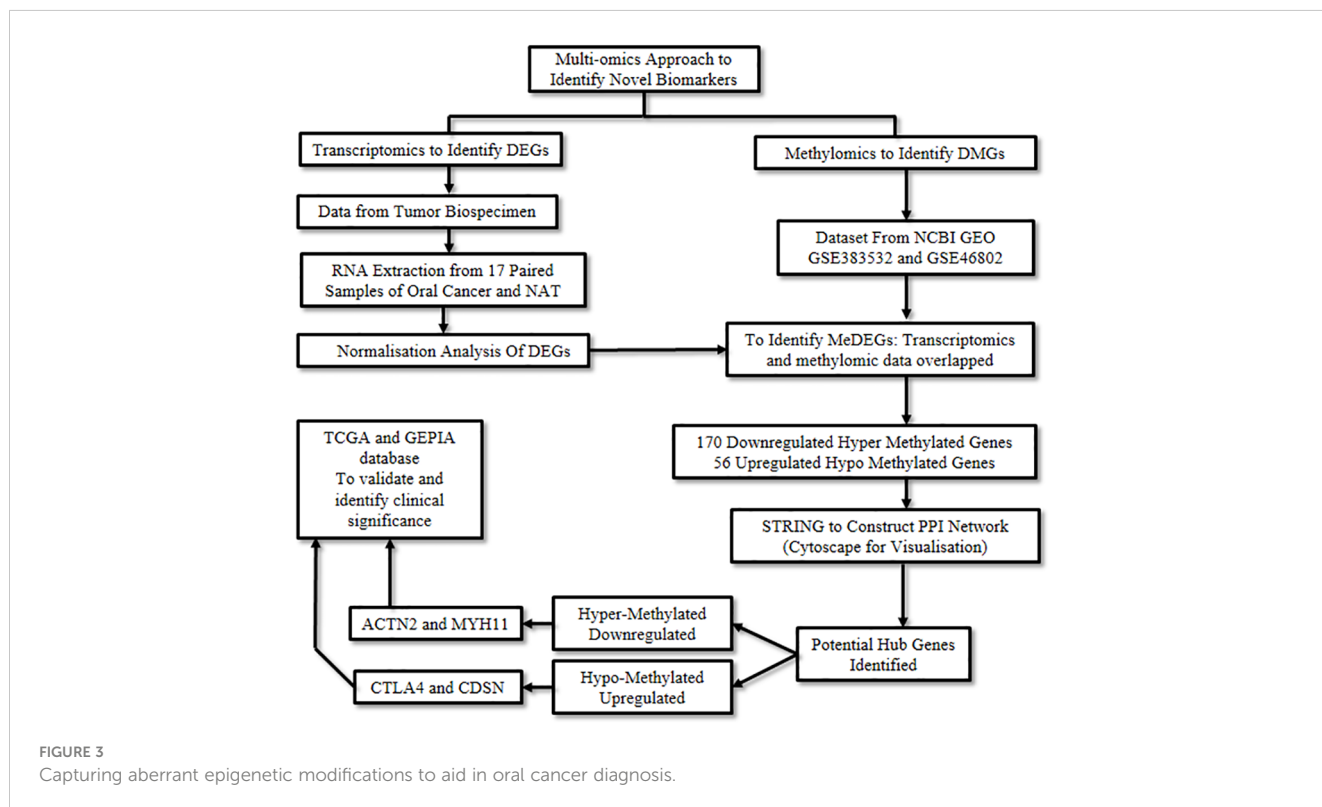 Multi-omics Approach to
Identify Novel Biomarkers
Transcriptomics to Identify DEGs
Methylomics to Identify DMGs
Data from Tumor Biospecimen
Dataset From NCBI GEO
GSE383532 and GSE46802
RNA Extraction from 17 Paired
Samples of Oral Cancer and NAT
Normalisation Analysis Of DEGs
To Identify MeDEGs: Transcriptomics
and methylomic data overlapped
TCGA and GEPIA
database
To validate and
identify clinical
significance
170 Downregulated Hyper Methylated Genes
56 Upregulated Hypo Methylated Genes
STRING to Construct PPI Network
(Cytoscape for Visualisation)
ACTN2 and MYH11
Hyper-Methylated
Downregulated
Potential Hub Genes
Identified
CTLA4 and CDSN
Hypo-Methylated
Upregulated
FIGURE 3
Capturing aberrant epigenetic modifications to aid in oral cancer diagnosis.